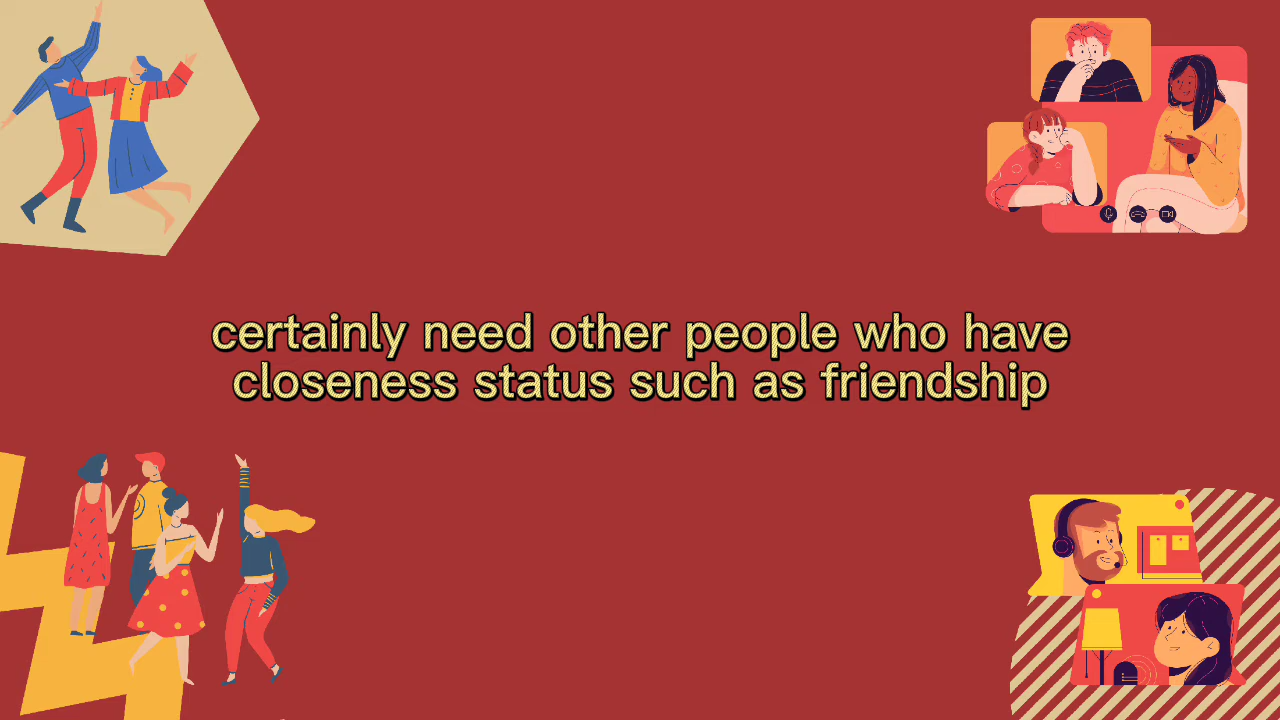 certainly need other people who have
closeness status such as friendship